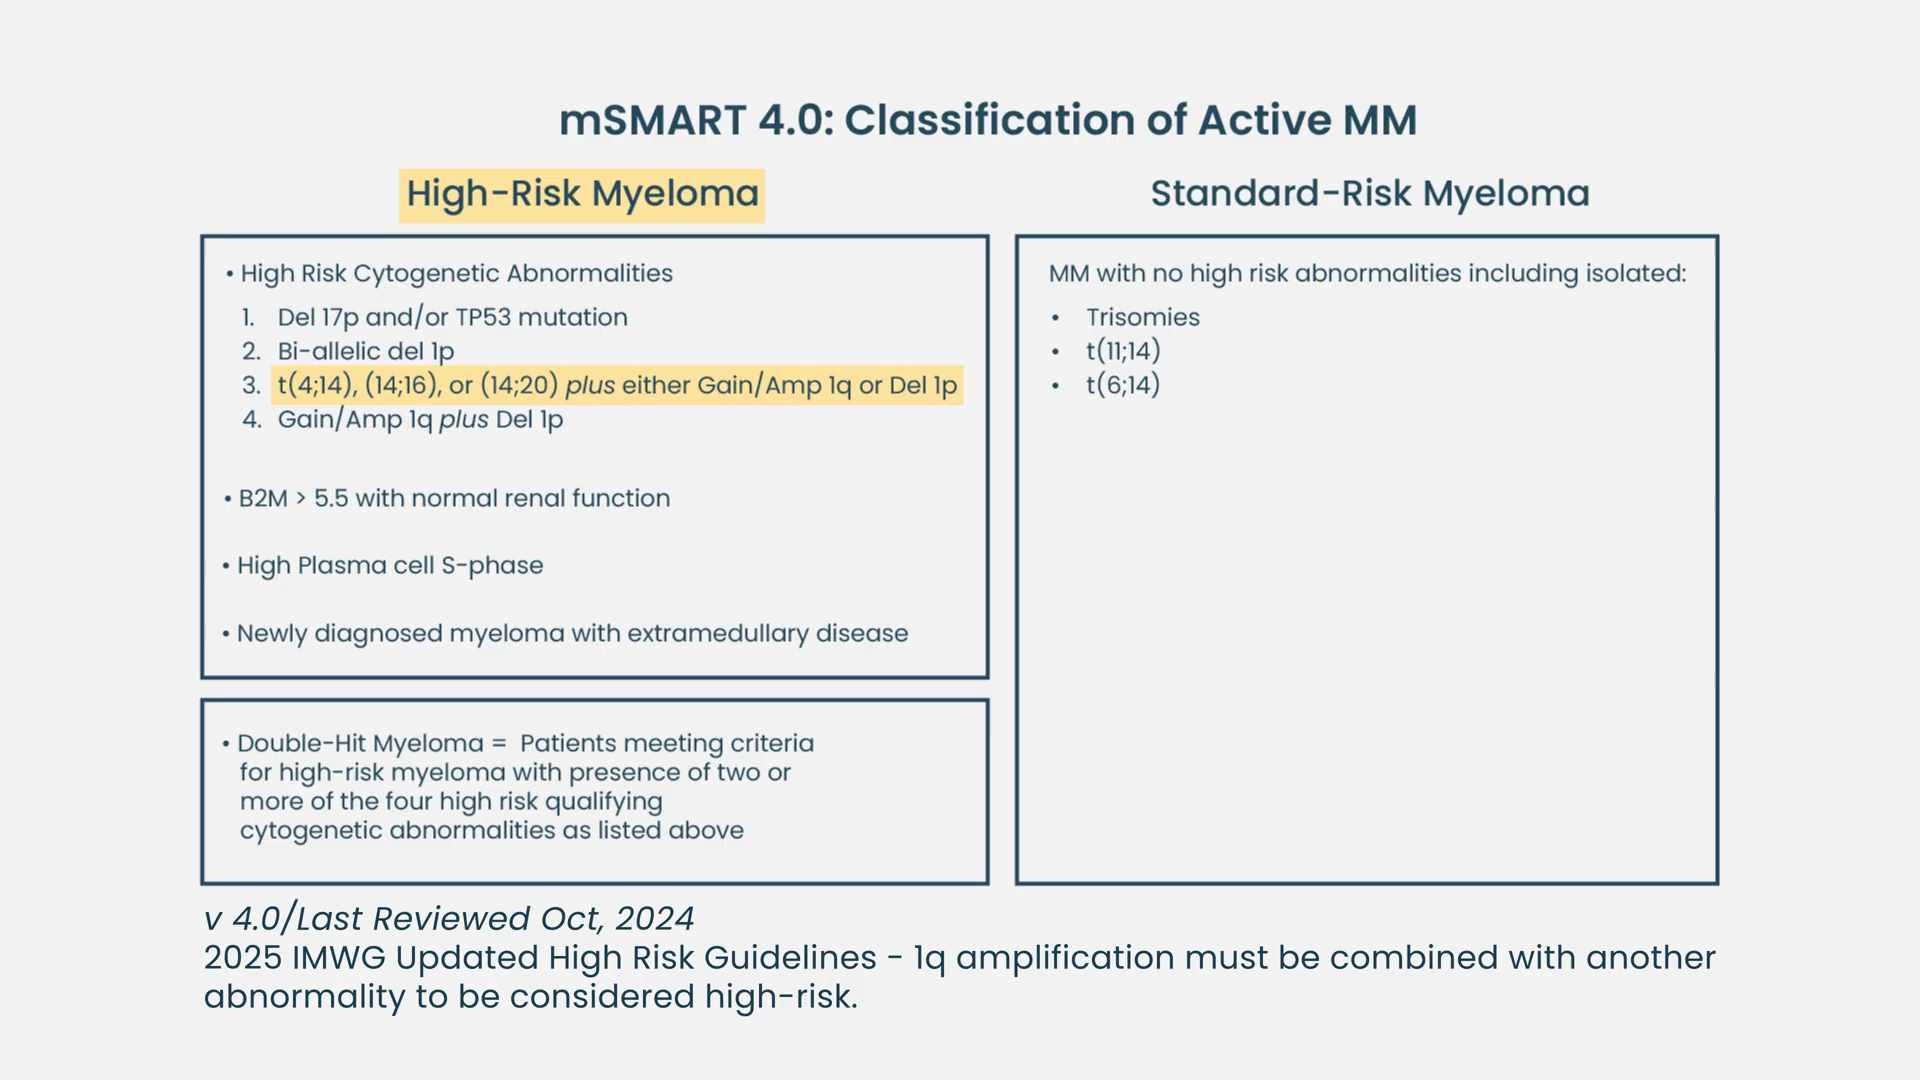 mSMART 4.0: Classification of Active MM
High-Risk Myeloma
• High Risk Cytogenetic Abnormalities
1. Del 17p and/or TP53 mutation
2. Bi-allelic del 1p
3. t(4;14), (14;16), or (14;20) plus either Gain/Amp 1q or Del 1p
4. Gain/Amp 1q plus Del 1p
• B2M > 5.5 with normal renal function
• High Plasma cell S-phase
• Newly diagnosed myeloma with extramedullary disease
• Double-Hit Myeloma = Patients meeting criteria
for high-risk myeloma with presence of two or
more of the four high risk qualifying
cytogenetic abnormalities as listed above
Standard-Risk Myeloma
MM with no high risk abnormalities including isolated:
• Trisomies
• t(11;14)
• t(6;14)
v 4.0/Last Reviewed Oct, 2024
2025 IMWG Updated High Risk Guidelines - 1q amplification must be combined with another
abnormality to be considered high-risk.